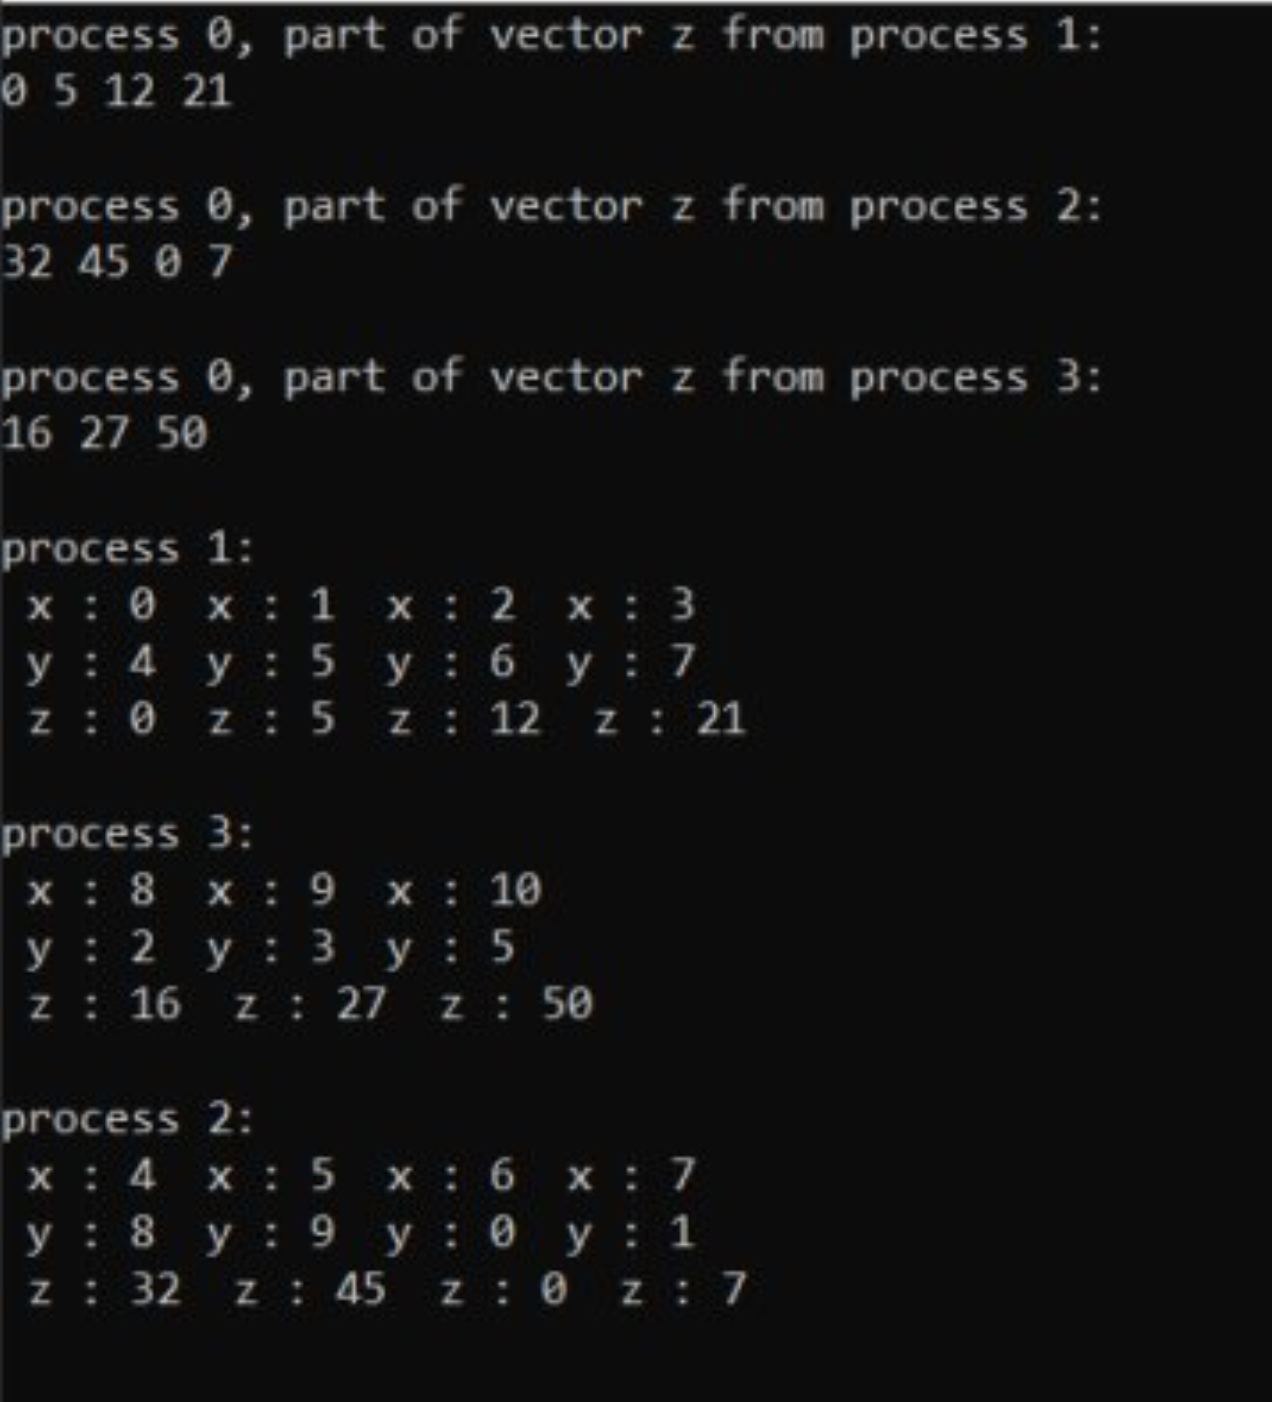 process 0, part of vector z from process 1:
0 5 12 21
process 0, part of vector z from process 2:
32 45 0 7
process 0, part of vector z from process 3:
16 27 50
process 1:
x : 0  x : 1  x : 2  x : 3
y : 4  y : 5  y : 6  y : 7
z : 0  z : 5  z : 12  z : 21
process 3:
x : 8  x : 9  x : 10
y : 2  y : 3  y : 5
z : 16  z : 27  z : 50
process 2:
x : 4  x : 5  x : 6  x : 7
y : 8  y : 9  y : 0  y : 1
z : 32  z : 45  z : 0  z : 7